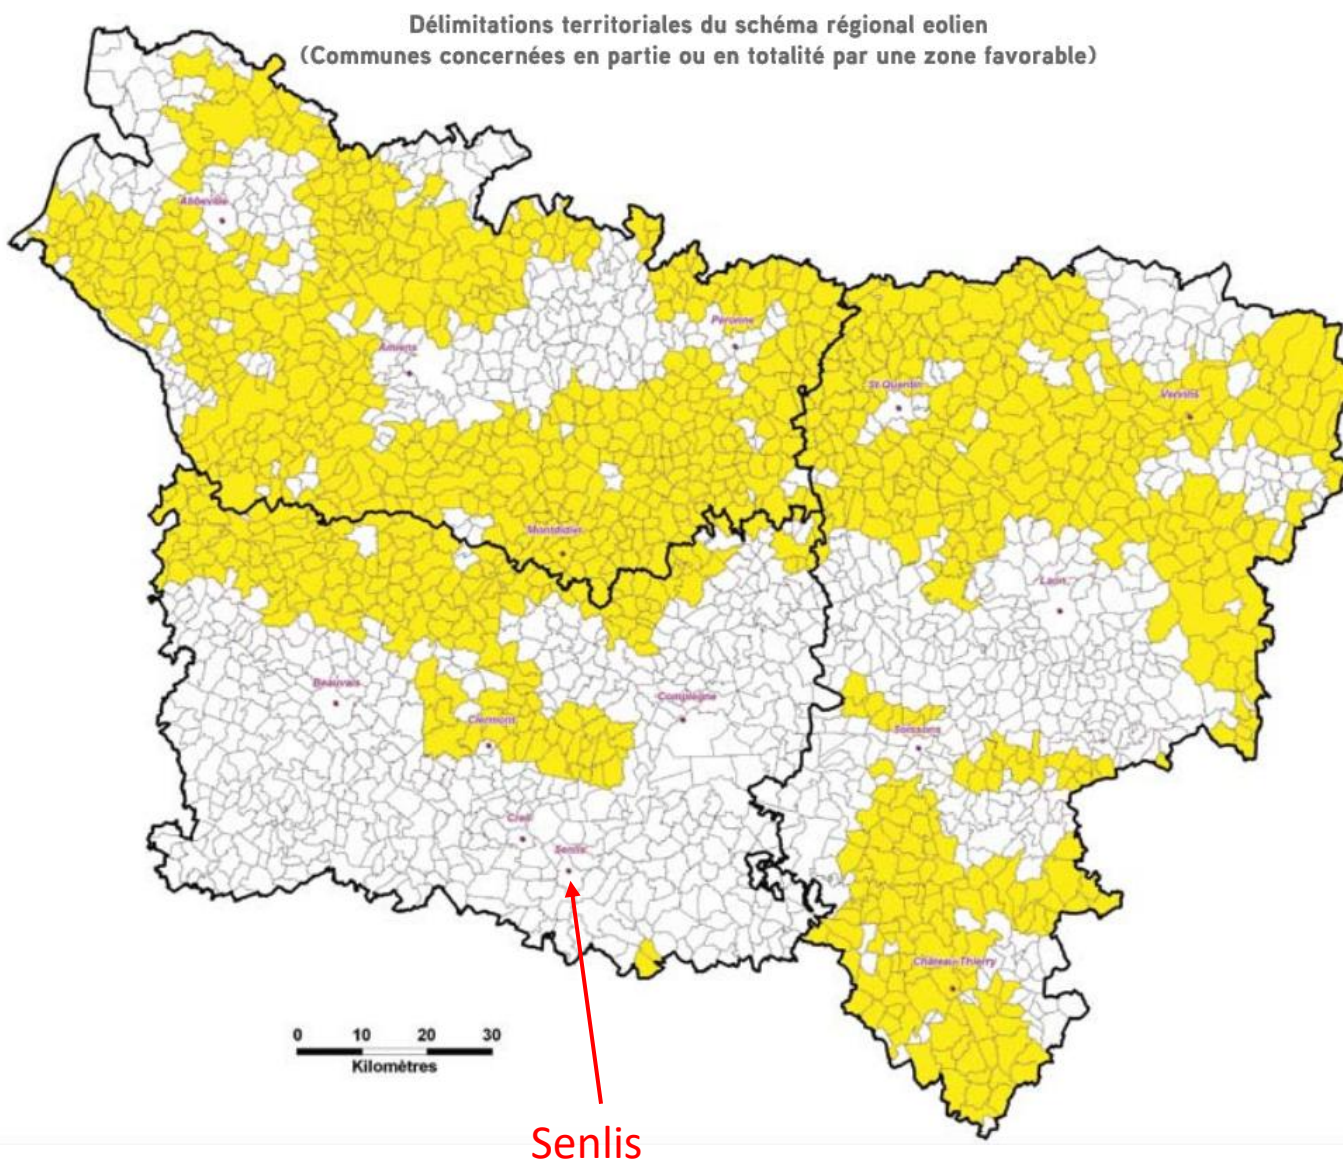 Délimitations territoriales du schéma régional eolien
(Communes concernées en partie ou en totalité par une zone favorable)
Abbeville
Péronne
Amiens
St-Quentin
Vervins
Montdidier
Laon
Beauvais
Compiègne
Clermont
Soissons
Creil
Senlis
Château-Thierry
0 10 20 30
Kilomètres
Senlis